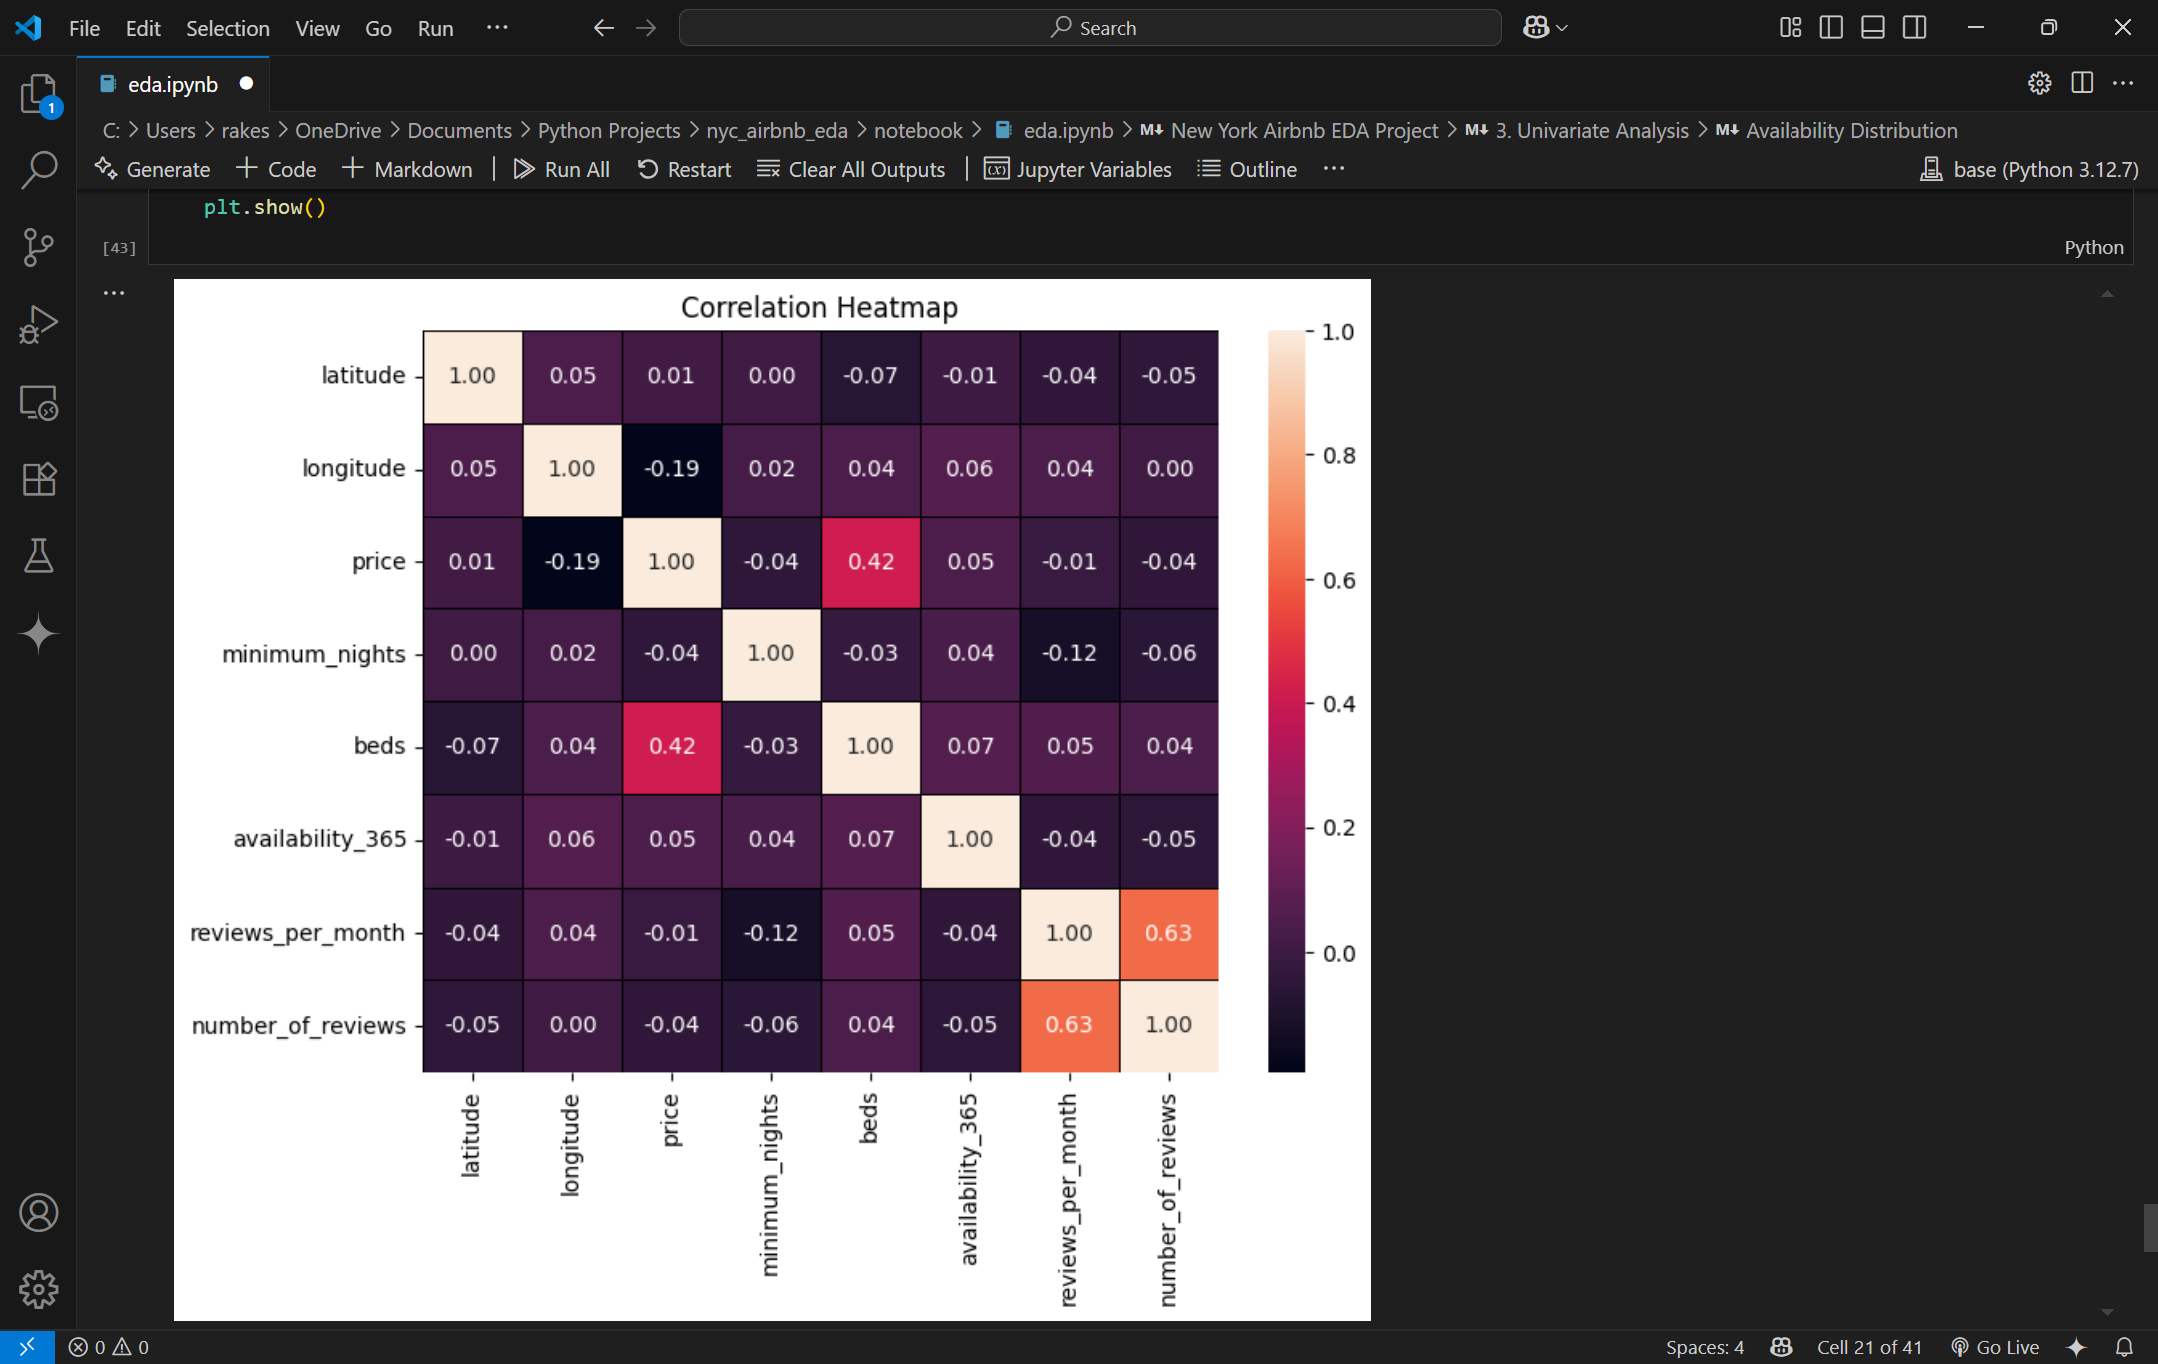 File Edit Selection View Go Run ··· Search
eda.ipynb
1
C: > Users > rakes > OneDrive > Documents > Python Projects > nyc_airbnb_eda > notebook > eda.ipynb > M↓ New York Airbnb EDA Project > M↓ 3. Univariate Analysis > M↓ Availability Distribution
Generate + Code + Markdown | Run All Restart Clear All Outputs | Jupyter Variables Outline ··· base (Python 3.12.7)
plt.show()
[43] Python
Correlation Heatmap
latitude 1.00 0.05 0.01 0.00 -0.07 -0.01 -0.04 -0.05
longitude 0.05 1.00 -0.19 0.02 0.04 0.06 0.04 0.00
price 0.01 -0.19 1.00 -0.04 0.42 0.05 -0.01 -0.04
minimum_nights 0.00 0.02 -0.04 1.00 -0.03 0.04 -0.12 -0.06
beds -0.07 0.04 0.42 -0.03 1.00 0.07 0.05 0.04
availability_365 -0.01 0.06 0.05 0.04 0.07 1.00 -0.04 -0.05
reviews_per_month -0.04 0.04 -0.01 -0.12 0.05 -0.04 1.00 0.63
number_of_reviews -0.05 0.00 -0.04 -0.06 0.04 -0.05 0.63 1.00
latitude
longitude
price
minimum_nights
beds
availability_365
reviews_per_month
number_of_reviews
1.0
0.8
0.6
0.4
0.2
0.0
0 0 Spaces: 4 Cell 21 of 41 Go Live